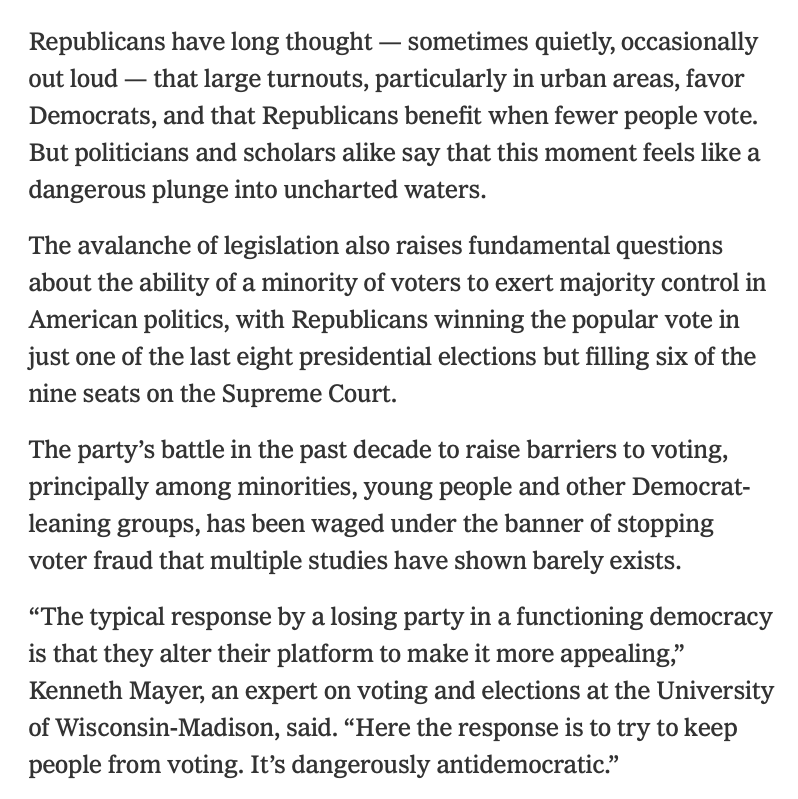 Republicans have long thought — sometimes quietly, occasionally
out loud — that large turnouts, particularly in urban areas, favor
Democrats, and that Republicans benefit when fewer people vote.
But politicians and scholars alike say that this moment feels like a
dangerous plunge into uncharted waters.
The avalanche of legislation also raises fundamental questions
about the ability of a minority of voters to exert majority control in
American politics, with Republicans winning the popular vote in
just one of the last eight presidential elections but filling six of the
nine seats on the Supreme Court.
The party’s battle in the past decade to raise barriers to voting,
principally among minorities, young people and other Democrat-
leaning groups, has been waged under the banner of stopping
voter fraud that multiple studies have shown barely exists.
“The typical response by a losing party in a functioning democracy
is that they alter their platform to make it more appealing,”
Kenneth Mayer, an expert on voting and elections at the University
of Wisconsin-Madison, said. “Here the response is to try to keep
people from voting. It’s dangerously antidemocratic.”